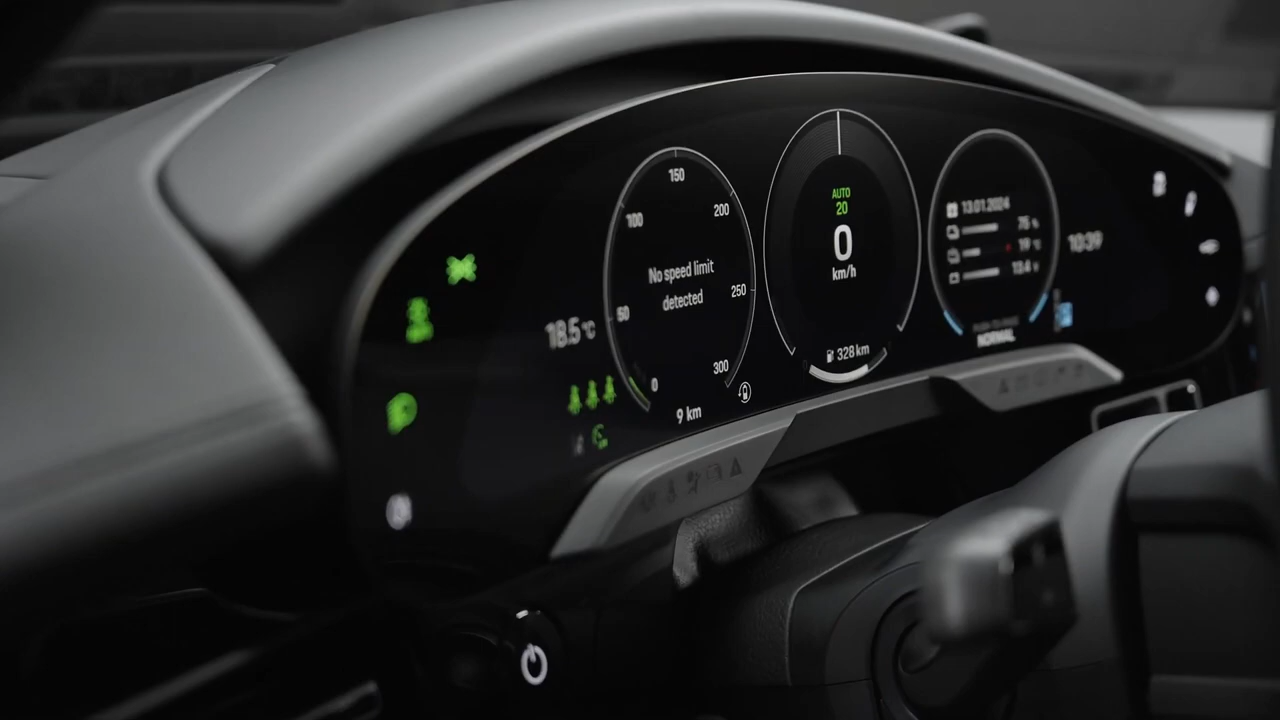 18.5°C
150
100
200
No speed limit
detected
50
250
300
0
9 km
AUTO
20
0
km/h
328 km
13.01.2024
75 %
19 °C
13.4 V
NORMAL
10:39